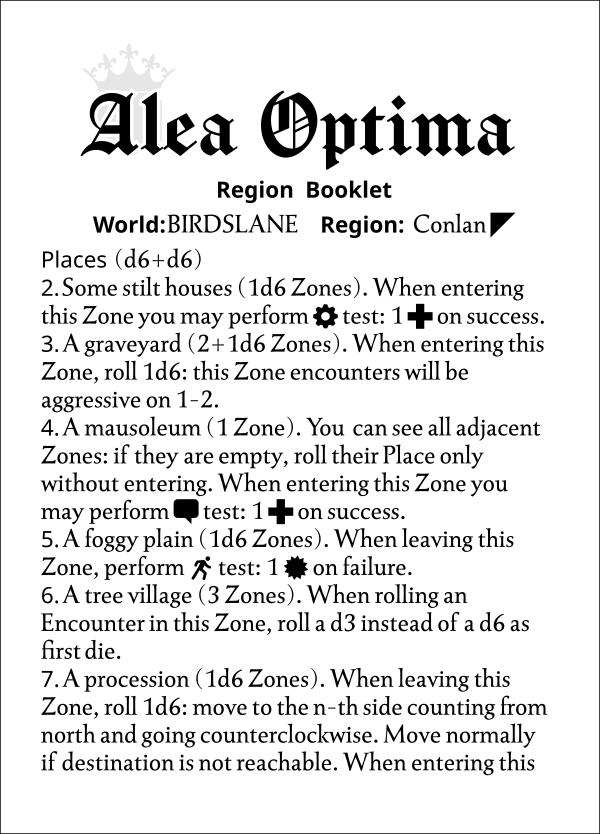 Alea Optima
Region Booklet
World:BIRDSLANE Region: Conlan
Places (d6+d6)
2.Some stilt houses (1d6 Zones). When entering
this Zone you may perform test: 1 on success.
3.A graveyard (2+1d6 Zones). When entering this
Zone, roll 1d6: this Zone encounters will be
aggressive on 1-2.
4.A mausoleum (1 Zone). You can see all adjacent
Zones: if they are empty, roll their Place only
without entering. When entering this Zone you
may perform test: 1 on success.
5.A foggy plain (1d6 Zones). When leaving this
Zone, perform test: 1 on failure.
6.A tree village (3 Zones). When rolling an
Encounter in this Zone, roll a d3 instead of a d6 as
first die.
7.A procession (1d6 Zones). When leaving this
Zone, roll 1d6: move to the n-th side counting from
north and going counterclockwise. Move normally
if destination is not reachable. When entering this